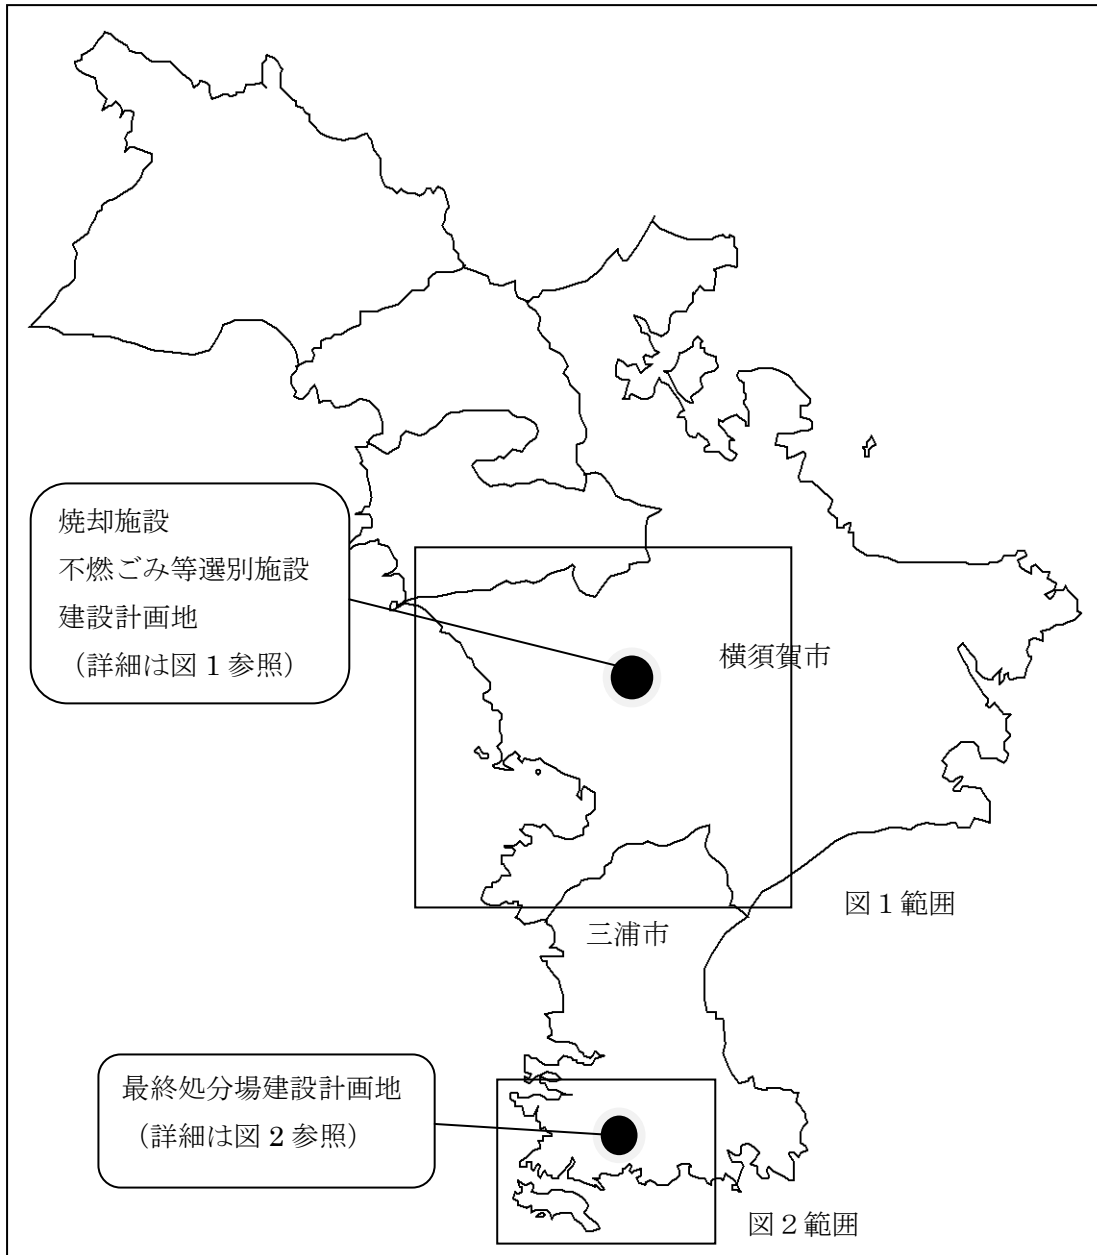 焼却施設
不燃ごみ等選別施設
建設計画地
（詳細は図１参照）
横須賀市
図１範囲
三浦市
最終処分場建設計画地
（詳細は図 2 参照）
図２範囲